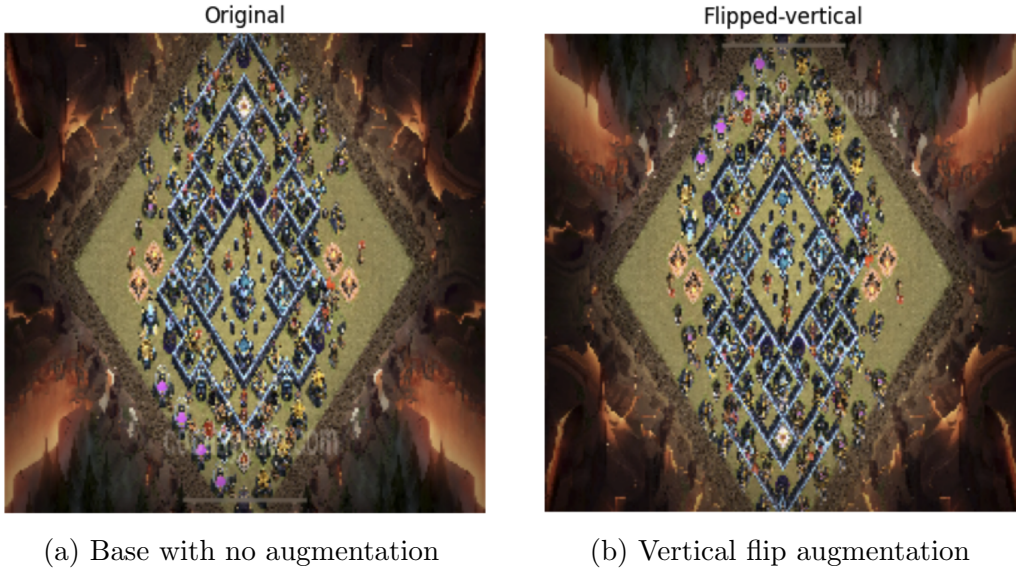 Original
Flipped-vertical
(a) Base with no augmentation
(b) Vertical flip augmentation